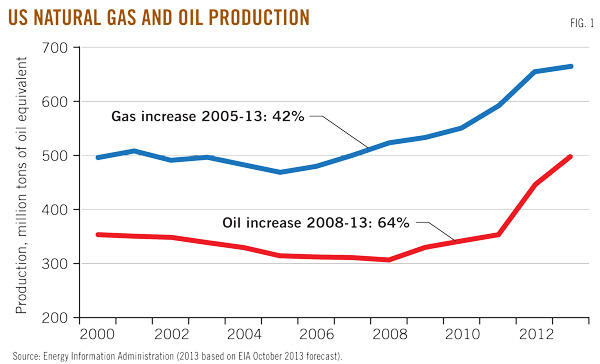 US NATURAL GAS AND OIL PRODUCTION
FIG. 1
Production, million tons of oil equivalent
700
600
500
400
300
200
Gas increase 2005-13: 42%
Oil increase 2008-13: 64%
2000 2002 2004 2006 2008 2010 2012
Source: Energy Information Administration (2013 based on EIA October 2013 forecast).